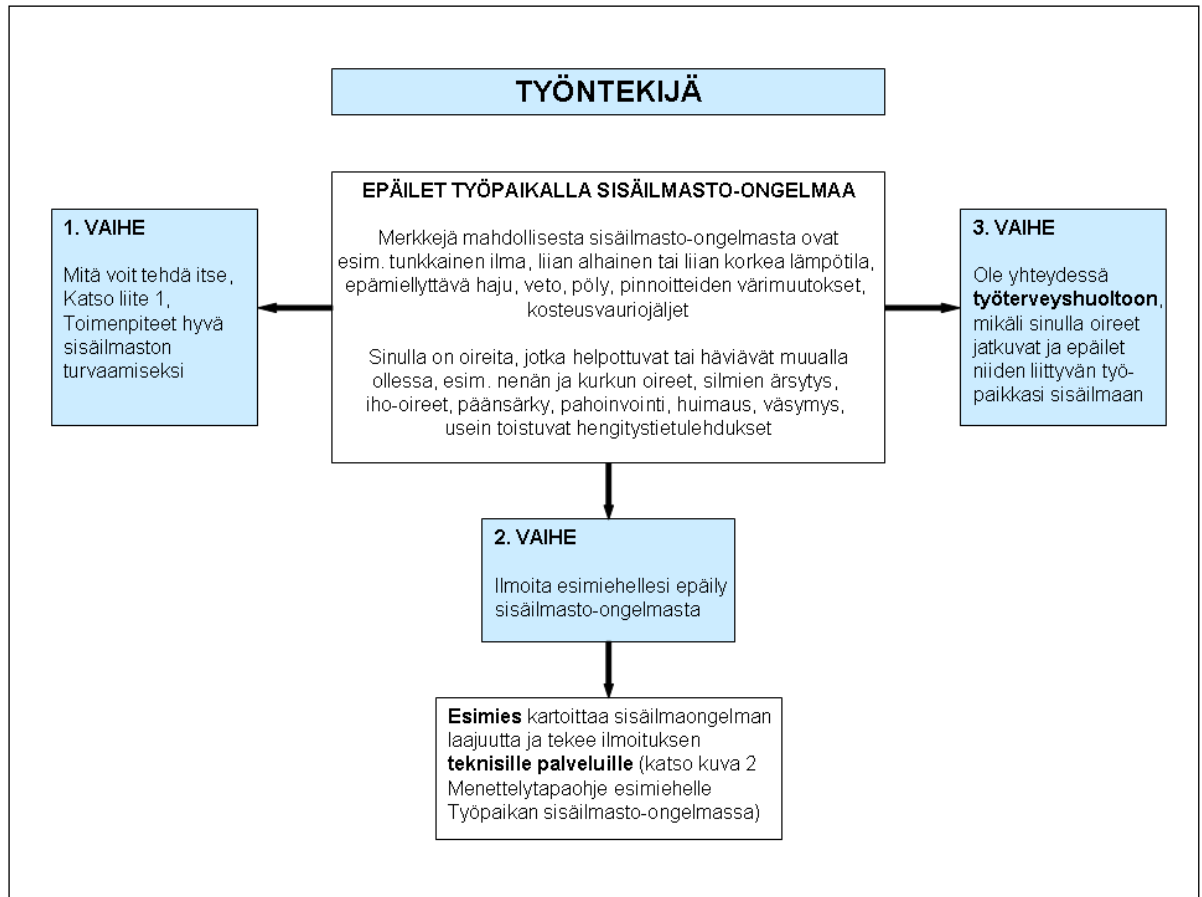 TYÖNTEKIJÄ
EPÄILET TYÖPAIKALLA SISÄILMASTO-ONGELMAA
Merkkejä mahdollisesta sisäilmasto-ongelmasta ovat
esim. tunkkainen ilma, liian alhainen tai liian korkea lämpötila,
epämiellyttävä haju, veto, pöly, pinnoitteiden värimuutokset,
kosteusvauriojäljet
Sinulla on oireita, jotka helpottuvat tai häviävät muualla
ollessa, esim. nenän ja kurkun oireet, silmien ärsytys,
iho-oireet, päänsärky, pahoinvointi, huimaus, väsymys,
usein toistuvat hengitystietulehdukset
1. VAIHE
Mitä voit tehdä itse,
Katso liite 1,
Toimenpiteet hyvä
sisäilmaston
turvaamiseksi
2. VAIHE
Ilmoita esimiehellesi epäily
sisäilmasto-ongelmasta
3. VAIHE
Ole yhteydessä
työterveyshuoltoon,
mikäli sinulla oireet
jatkuvat ja epäilet
niiden liittyvän työ-
paikkasi sisäilmaan
Esimies kartoittaa sisäilmaongelman
laajuutta ja tekee ilmoituksen
teknisille palveluille (katso kuva 2
Menettelytapaohje esimiehelle
Työpaikan sisäilmasto-ongelmassa)